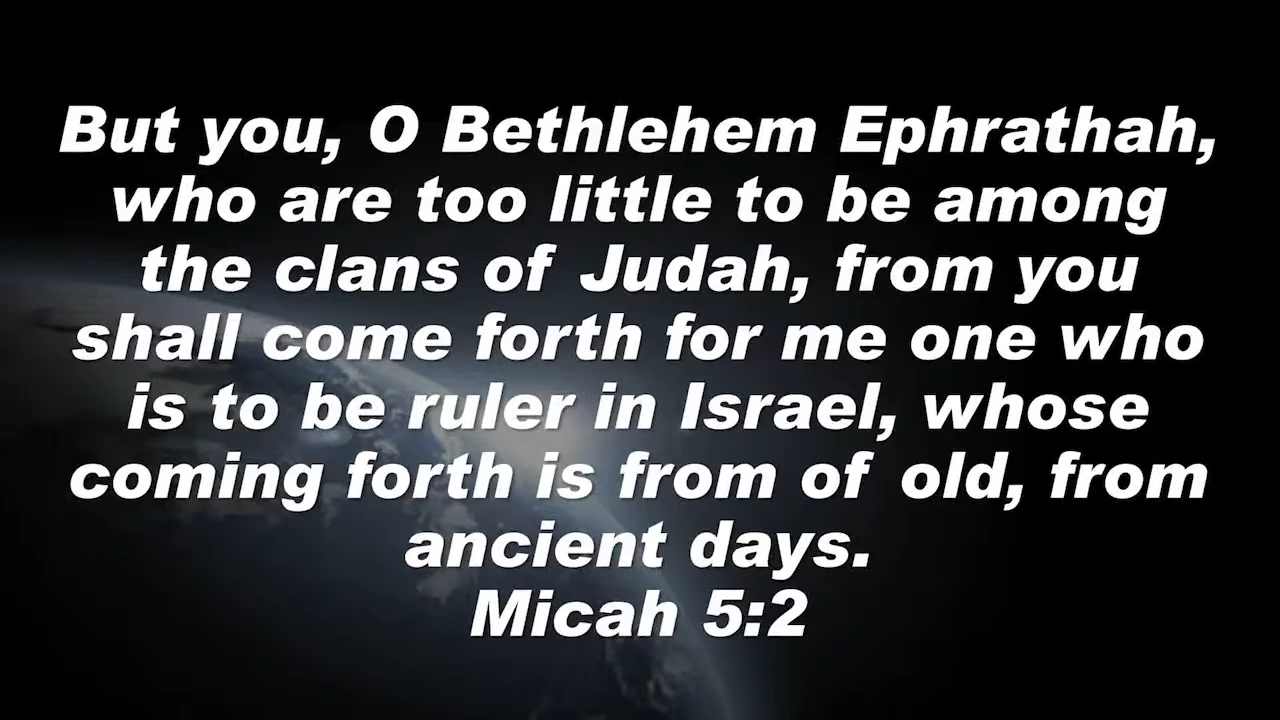 But you, O Bethlehem Ephrathah,
who are too little to be among
the clans of Judah, from you
shall come forth for me one who
is to be ruler in Israel, whose
coming forth is from of old, from
ancient days.
Micah 5:2